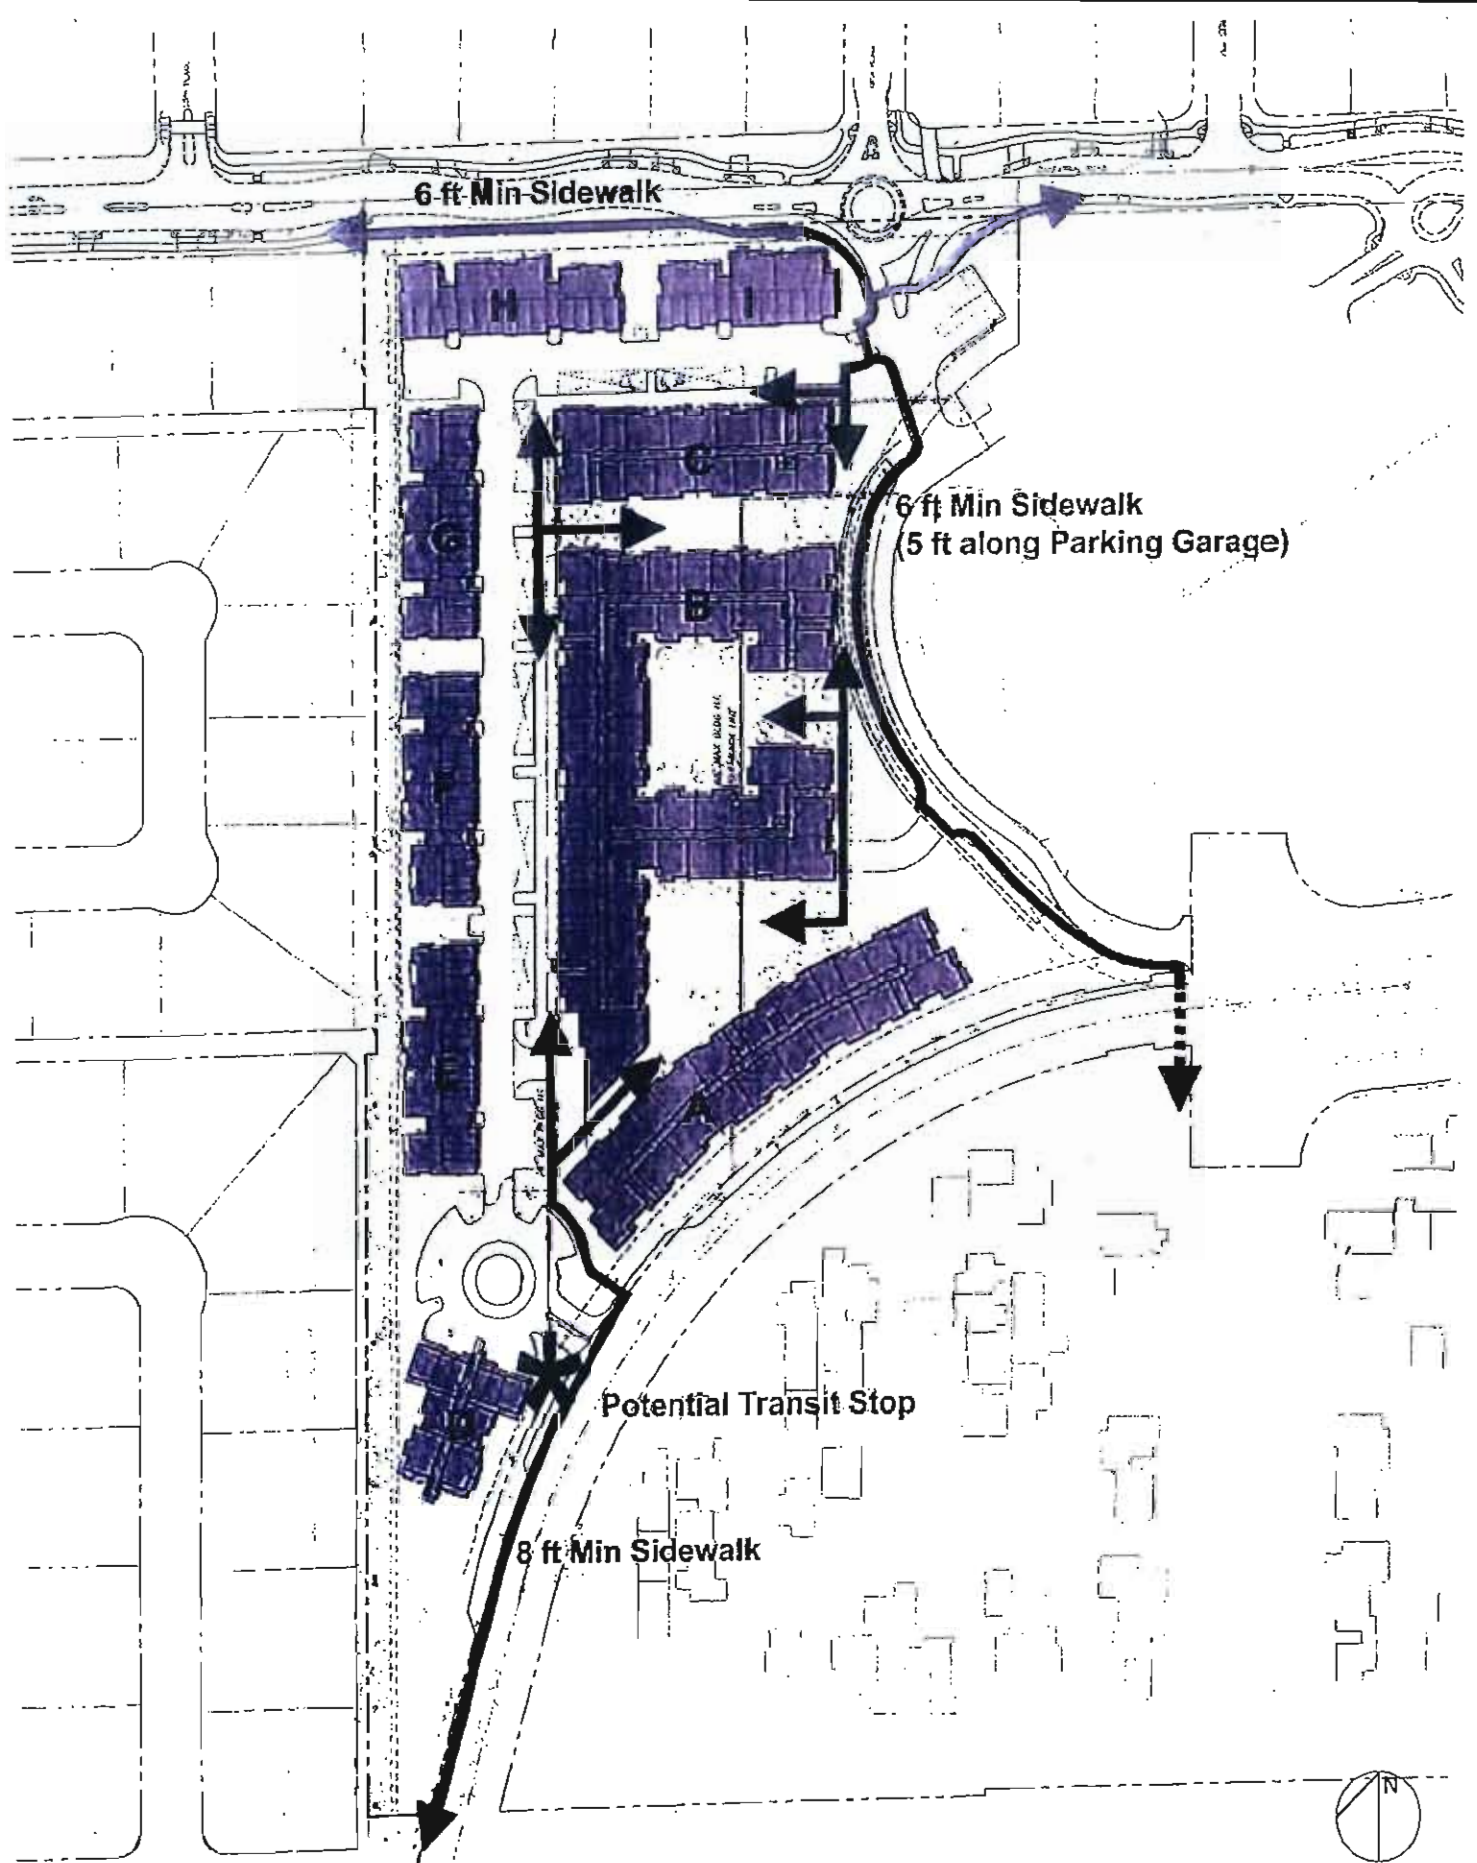 6 ft Min Sidewalk
H
I
C
6 ft Min Sidewalk
(5 ft along Parking Garage)
G
B
F
E
A
Potential Transit Stop
D
8 ft Min Sidewalk
N